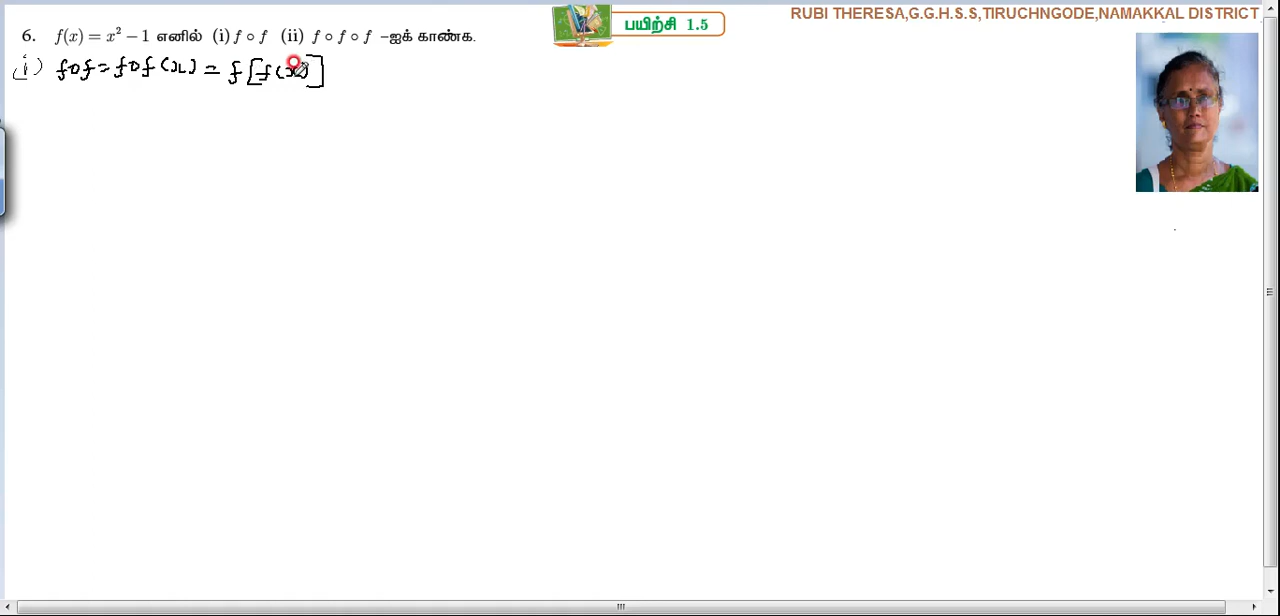 RUBI THERESA,G.G.H.S.S,TIRUCHNGODE,NAMAKKAL DISTRICT
பயிற்சி 1.5
6. f(x) = x² − 1 எனில் (i) f ∘ f (ii) f ∘ f ∘ f -ஐக் காண்க.
(i) fof = fof(x) = f[f(x)]